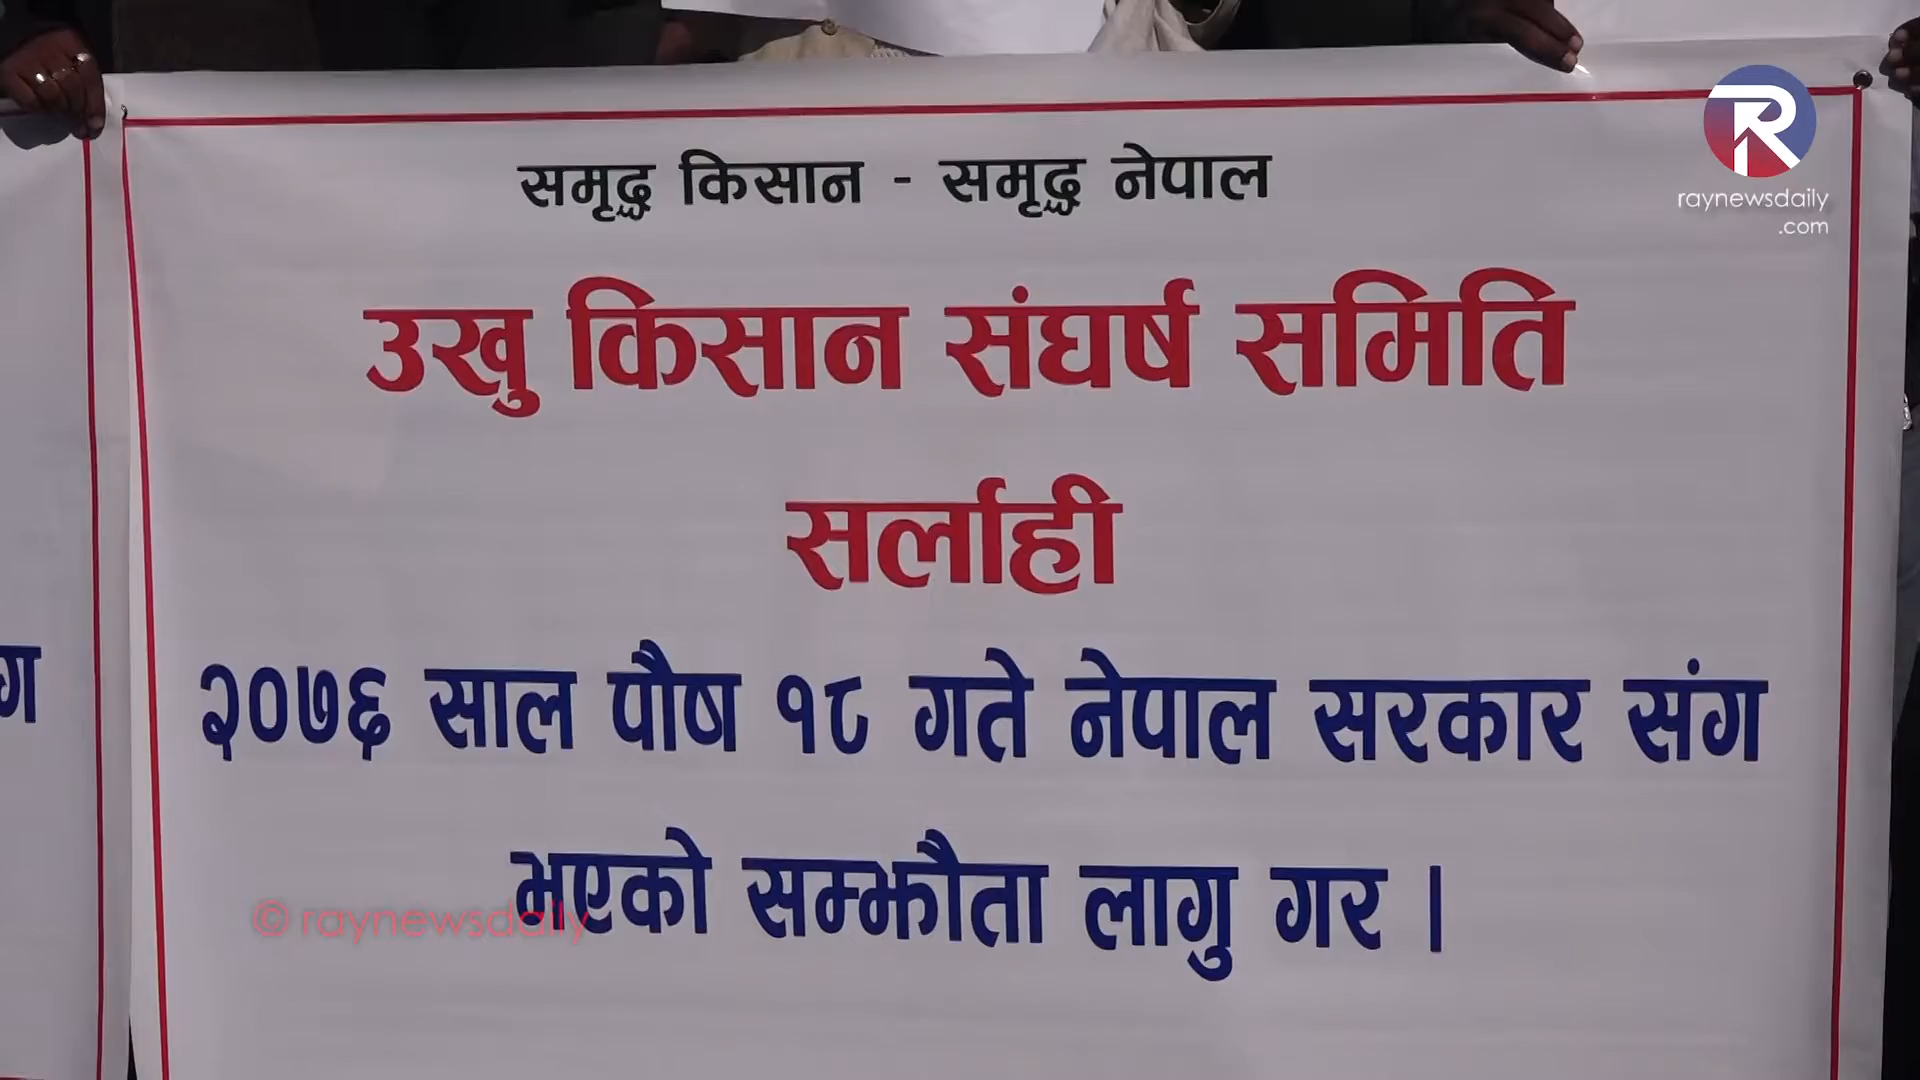 समृद्ध किसान - समृद्ध नेपाल
raynewsdaily
.com
उखु किसान संघर्ष समिति
सर्लाही
२०७६ साल पौष १८ गते नेपाल सरकार संग
भएको सम्झौता लागु गर ।
© raynewsdaily